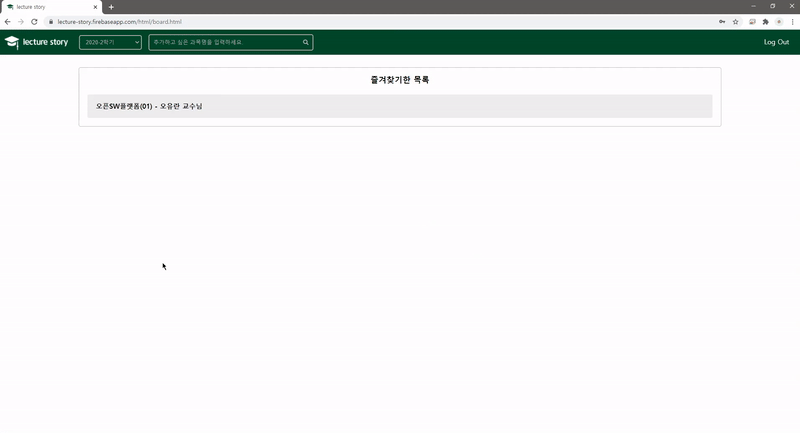 lecture story
lecture-story.firebaseapp.com/html/board.html
lecture story
2020-2학기
추가하고 싶은 과목명을 입력하세요
Log Out
즐겨찾기한 목록
오픈SW플랫폼(01) - 오유란 교수님